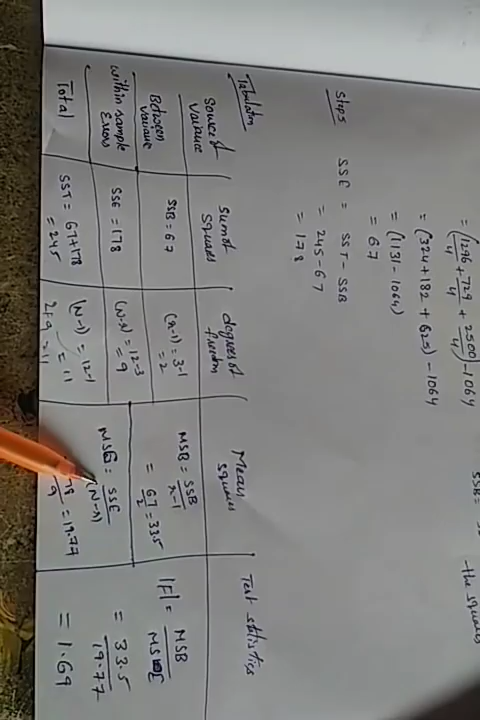 = (1296/4 + 729/4 + 2500/4) - 1064
= (324 + 182 + 625) - 1064
= (1131 - 1064)
= 67
SSB =
the squares
Steps SSE = SST - SSB
= 245 - 67
= 178
Tabulation
Source of Variance
Sum of Squares
degrees of freedom
Mean squares
Test statistics
Between variance
SSB = 67
(r-1) = 3-1
= 2
MSB = SSB/r-1
= 67/2 = 33.5
|F| = MSB/MSE
= 33.5/19.77
= 1.69
within sample Errors
SSE = 178
(N-r) = 12-3
= 9
MSE = SSE/(N-r)
= 19.77
Total
SST = 67+178
= 245
(N-1) = 12-1
= 11
2+9 = 11